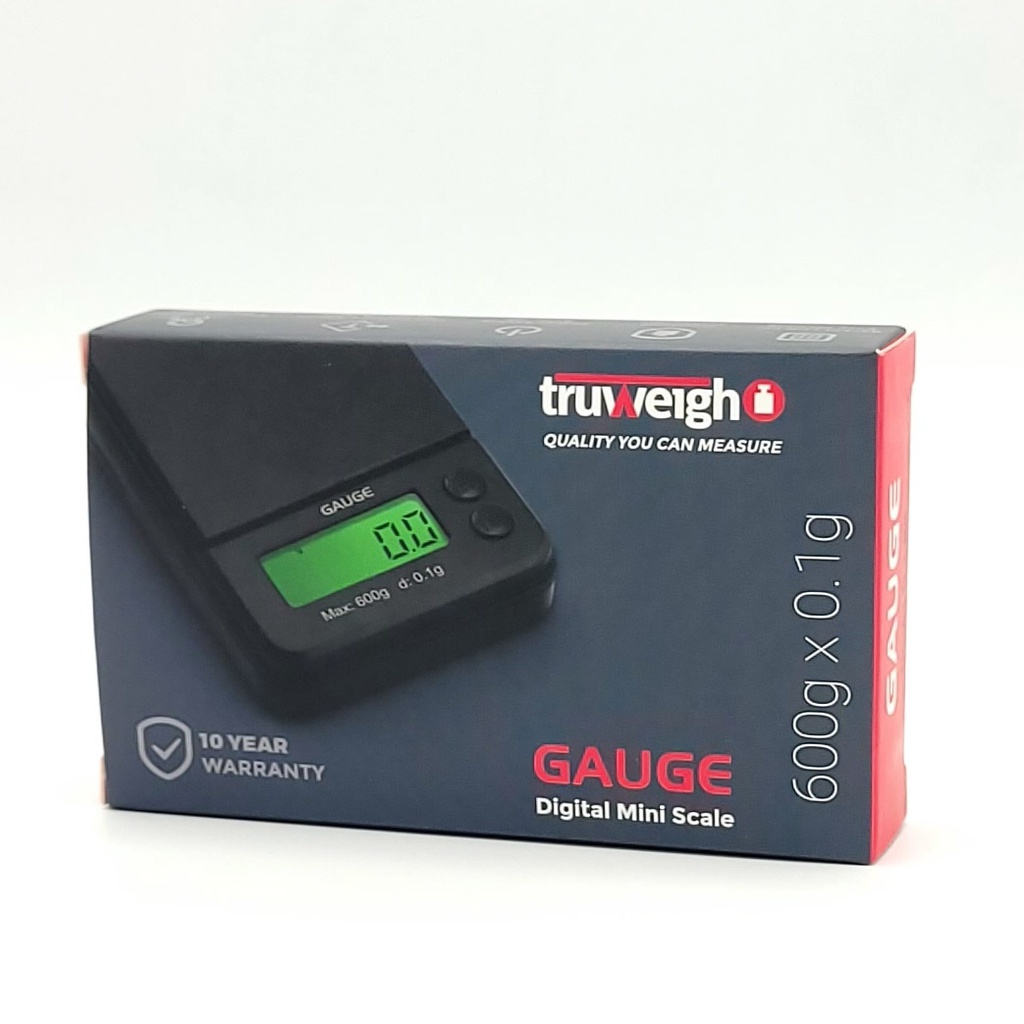 truweigh
QUALITY YOU CAN MEASURE
GAUGE
0.0
Max: 600g d: 0.1g
10 YEAR
WARRANTY
GAUGE
Digital Mini Scale
600g x 0.1g
GAUGE